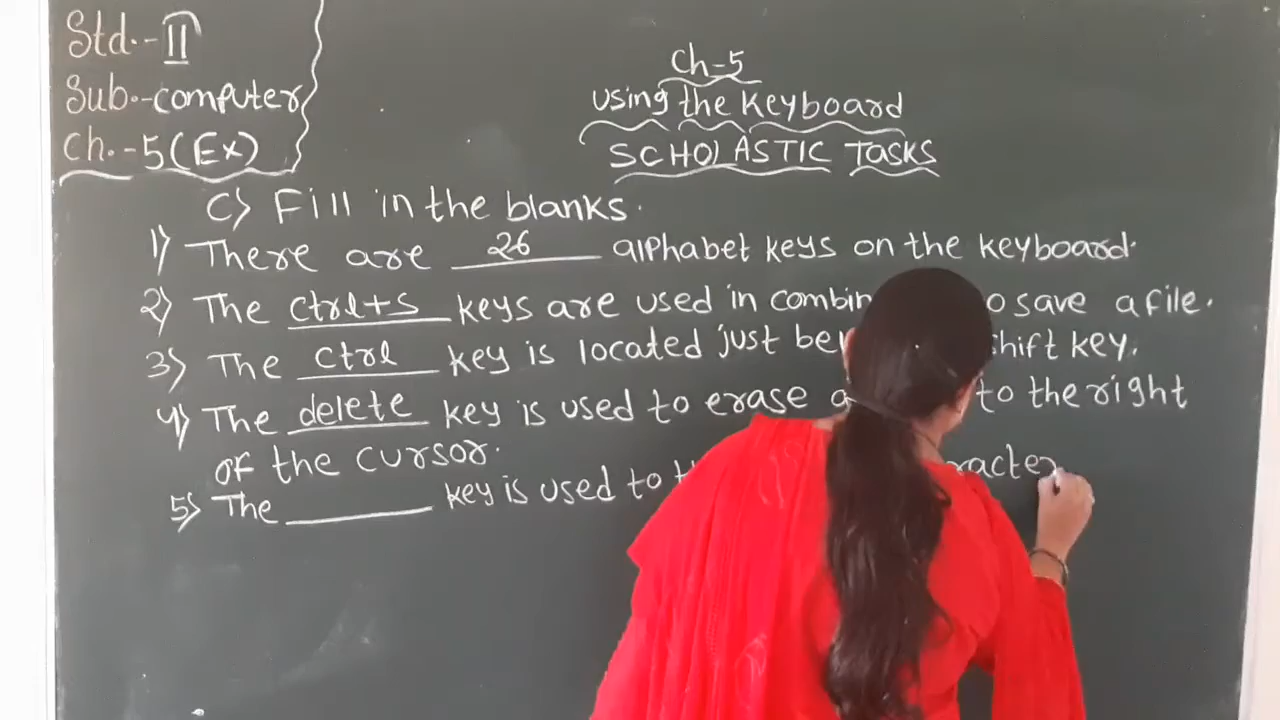 Std.-II
Sub.-computer
Ch.-5(Ex)
Ch-5
using the Keyboard
SCHOLASTIC TASKS
C) Fill in the blanks.
1) There are 26 alphabet keys on the keyboard.
2) The Ctrl+S keys are used in combin o save a file.
3) The Ctrl key is located just be hift key.
4) The delete key is used to erase a to the right
of the cursor.
5) The ______ key is used to t racter